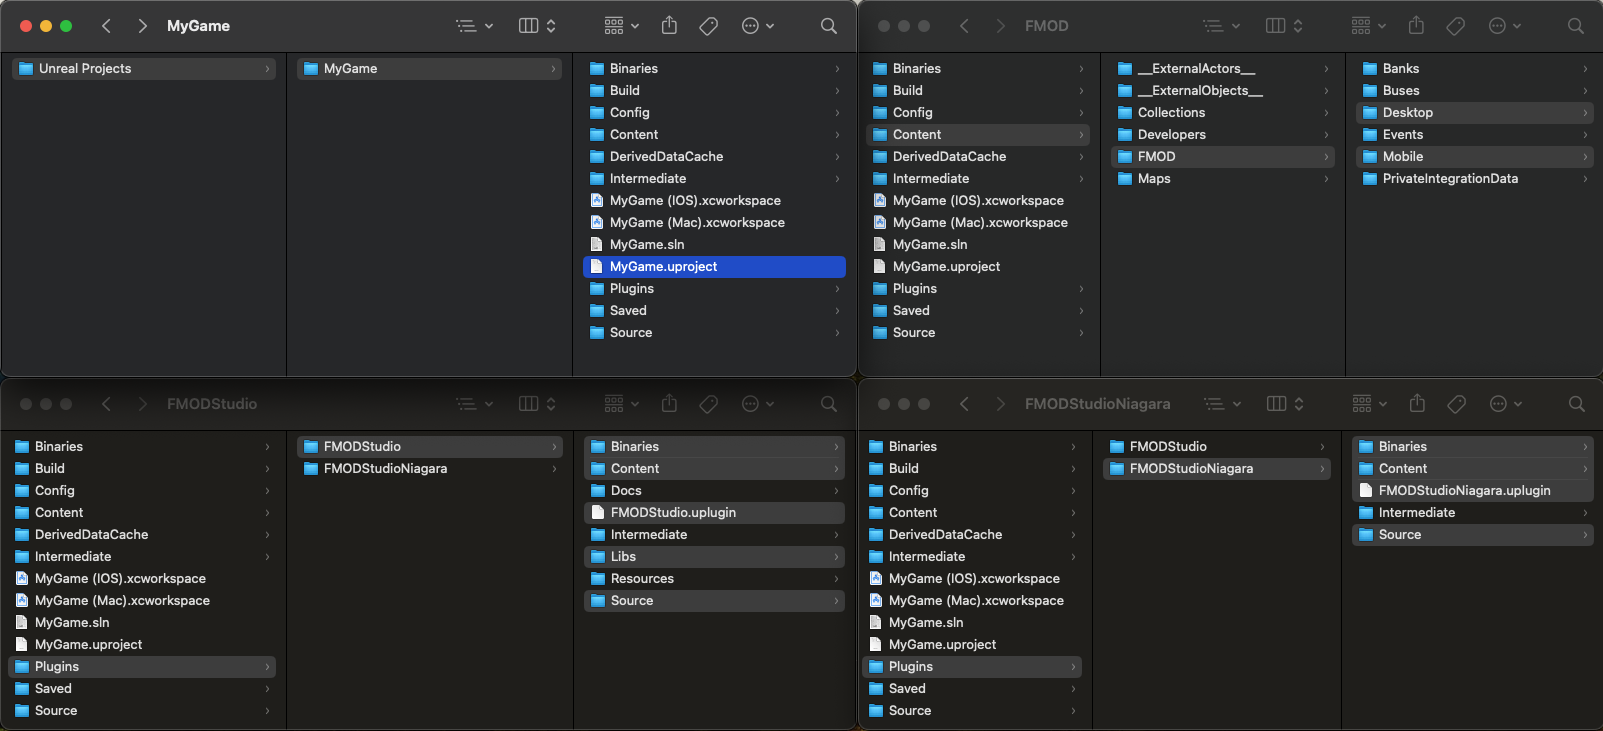 MyGame
Unreal Projects
MyGame
Binaries
Build
Config
Content
DerivedDataCache
Intermediate
MyGame (IOS).xcworkspace
MyGame (Mac).xcworkspace
MyGame.sln
MyGame.uproject
Plugins
Saved
Source
FMOD
Binaries
Build
Config
Content
DerivedDataCache
Intermediate
MyGame (IOS).xcworkspace
MyGame (Mac).xcworkspace
MyGame.sln
MyGame.uproject
Plugins
Saved
Source
__ExternalActors__
__ExternalObjects__
Collections
Developers
FMOD
Maps
Banks
Buses
Desktop
Events
Mobile
PrivateIntegrationData
FMODStudio
Binaries
Build
Config
Content
DerivedDataCache
Intermediate
MyGame (IOS).xcworkspace
MyGame (Mac).xcworkspace
MyGame.sln
MyGame.uproject
Plugins
Saved
Source
FMODStudio
FMODStudioNiagara
Binaries
Content
Docs
FMODStudio.uplugin
Intermediate
Libs
Resources
Source
FMODStudioNiagara
Binaries
Build
Config
Content
DerivedDataCache
Intermediate
MyGame (IOS).xcworkspace
MyGame (Mac).xcworkspace
MyGame.sln
MyGame.uproject
Plugins
Saved
Source
FMODStudio
FMODStudioNiagara
Binaries
Content
FMODStudioNiagara.uplugin
Intermediate
Source